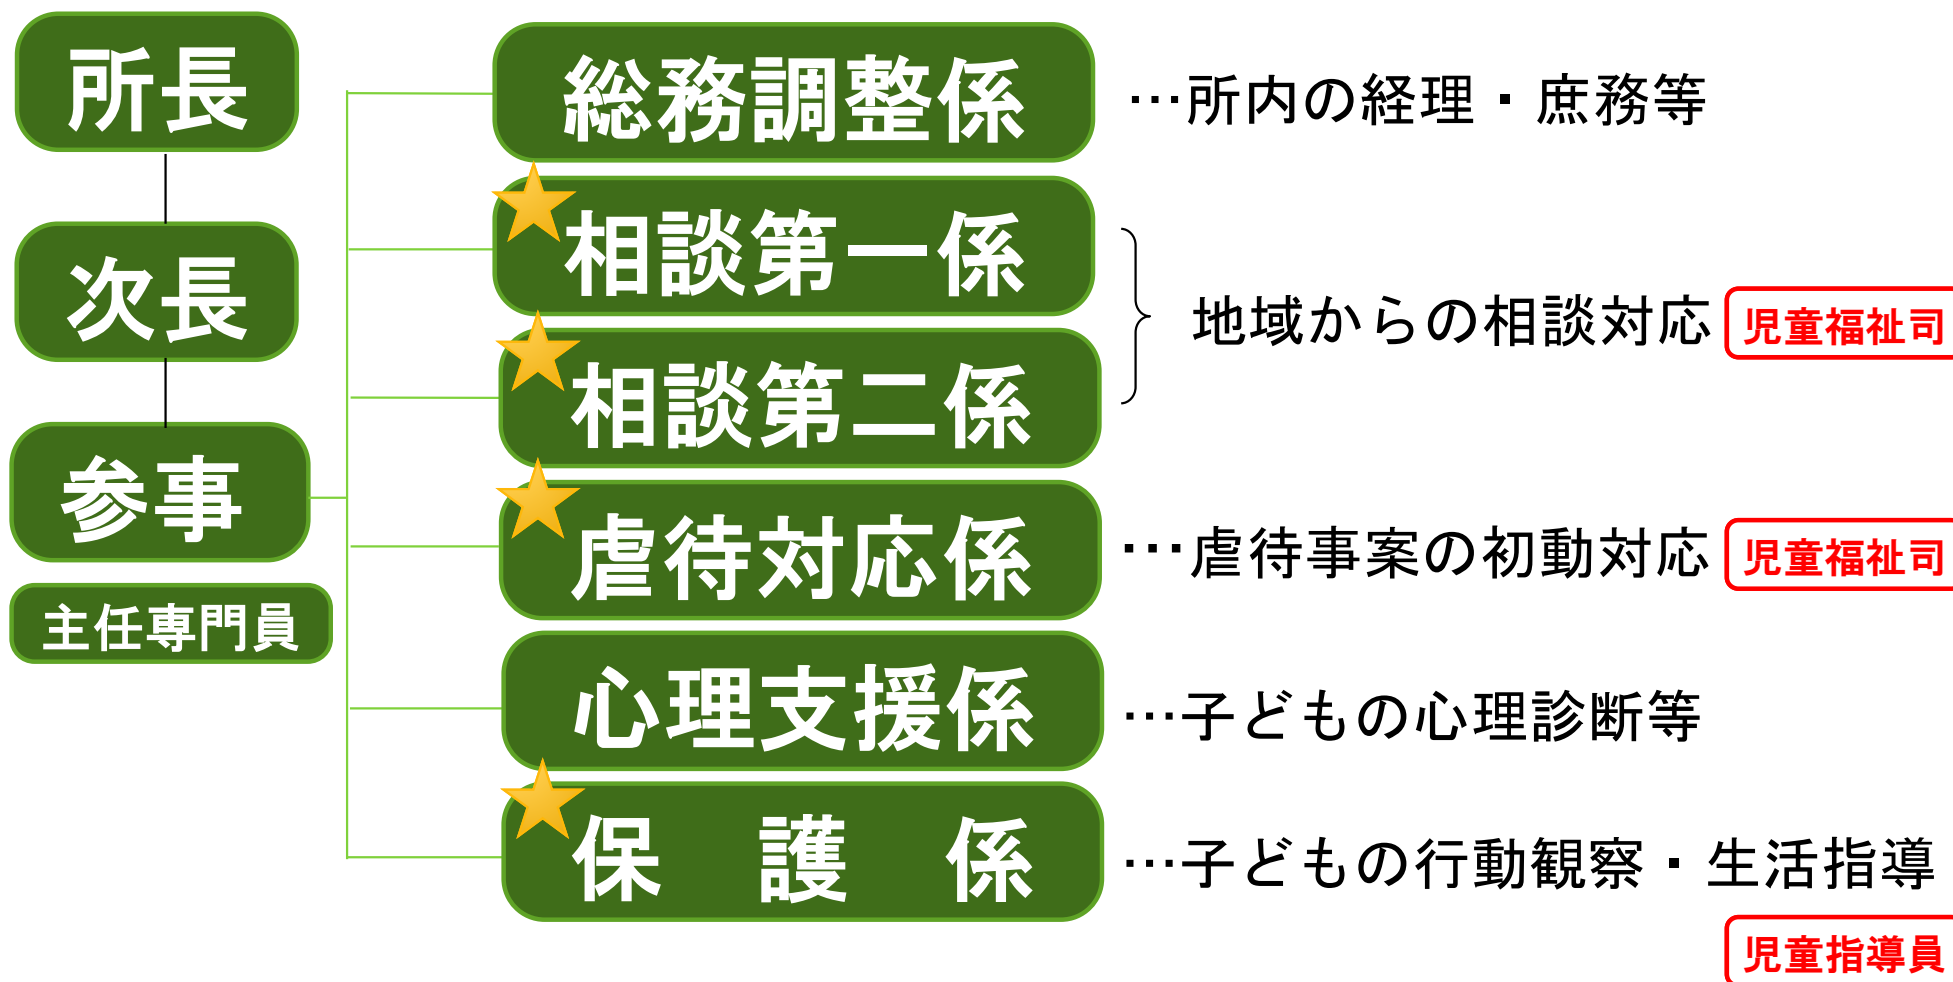 所長
次長
参事
主任専門員
総務調整係
…所内の経理・庶務等
相談第一係
相談第二係
地域からの相談対応
児童福祉司
虐待対応係
…虐待事案の初動対応
児童福祉司
心理支援係
…子どもの心理診断等
保　護　係
…子どもの行動観察・生活指導
児童指導員